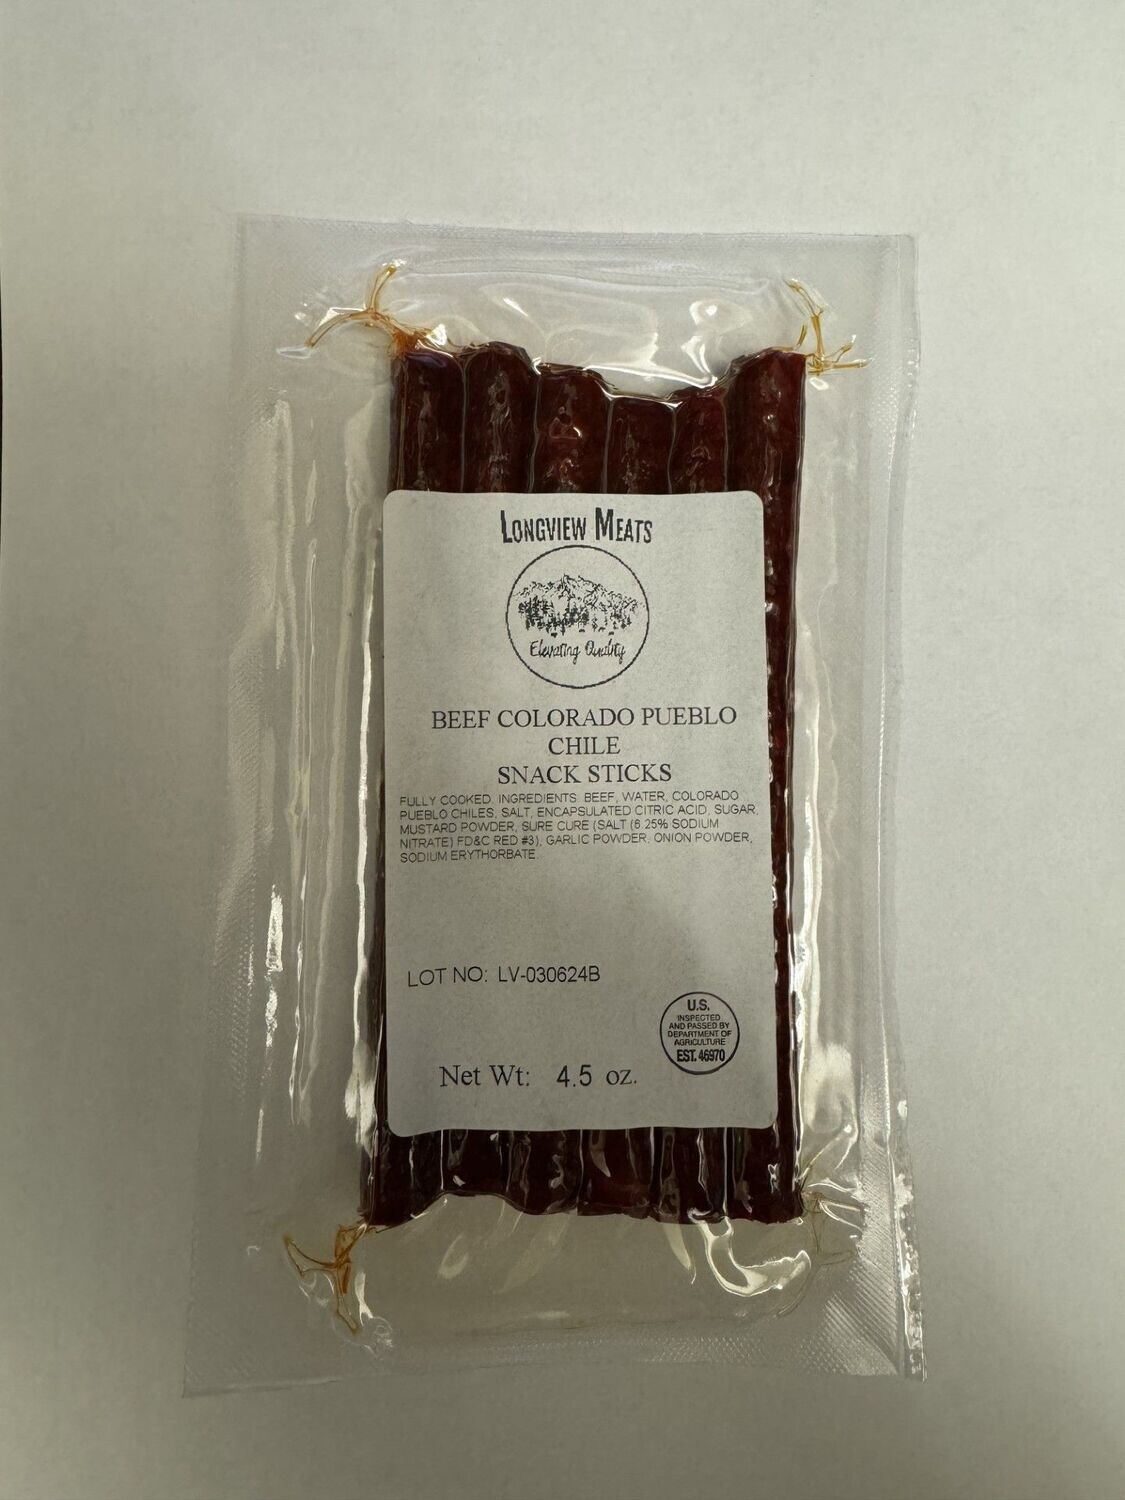 LONGVIEW MEATS
Elevating Quality
BEEF COLORADO PUEBLO
CHILE
SNACK STICKS
FULLY COOKED. INGREDIENTS: BEEF, WATER, COLORADO
PUEBLO CHILES, SALT, ENCAPSULATED CITRIC ACID, SUGAR,
MUSTARD POWDER, SURE CURE (SALT (6.25% SODIUM
NITRATE) FD&C RED #3), GARLIC POWDER, ONION POWDER,
SODIUM ERYTHORBATE.
LOT NO: LV-030624B
U.S.
INSPECTED
AND PASSED BY
DEPARTMENT OF
AGRICULTURE
EST. 46970
Net Wt: 4.5 oz.